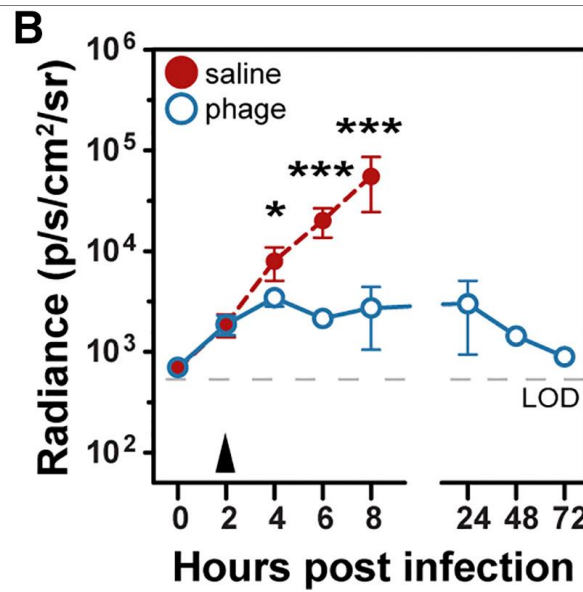 B
Radiance (p/s/cm²/sr)
10⁶
10⁵
10⁴
10³
10²
saline
phage
*
***
***
LOD
0 2 4 6 8 24 48 72
Hours post infection